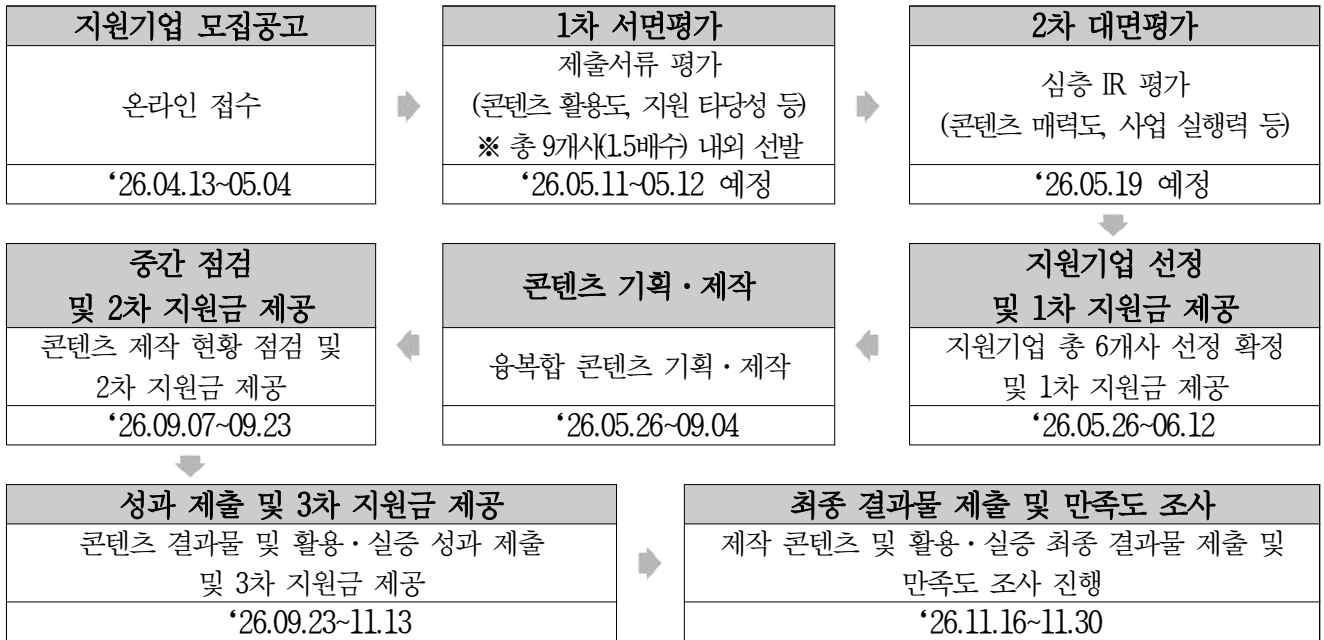 지원기업 모집공고
온라인 접수
‘26.04.13~05.04
1차 서면평가
제출서류 평가
(콘텐츠 활용도, 지원 타당성 등)
※ 총 9개사(1.5배수) 내외 선발
‘26.05.11~05.12 예정
2차 대면평가
심층 IR 평가
(콘텐츠 매력도, 사업 실행력 등)
‘26.05.19 예정
지원기업 선정
및 1차 지원금 제공
지원기업 총 6개사 선정 확정
및 1차 지원금 제공
‘26.05.26~06.12
콘텐츠 기획・제작
융복합 콘텐츠 기획・제작
‘26.05.26~09.04
중간 점검
및 2차 지원금 제공
콘텐츠 제작 현황 점검 및
2차 지원금 제공
‘26.09.07~09.23
성과 제출 및 3차 지원금 제공
콘텐츠 결과물 및 활용・실증 성과 제출
및 3차 지원금 제공
‘26.09.23~11.13
최종 결과물 제출 및 만족도 조사
제작 콘텐츠 및 활용・실증 최종 결과물 제출 및
만족도 조사 진행
‘26.11.16~11.30